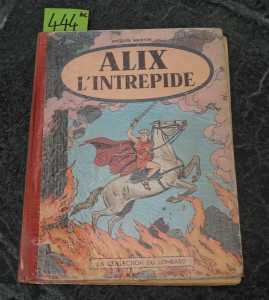 444
JACQUES MARTIN
ALIX
L'INTREPIDE
LA COLLECTION DU LOMBARD